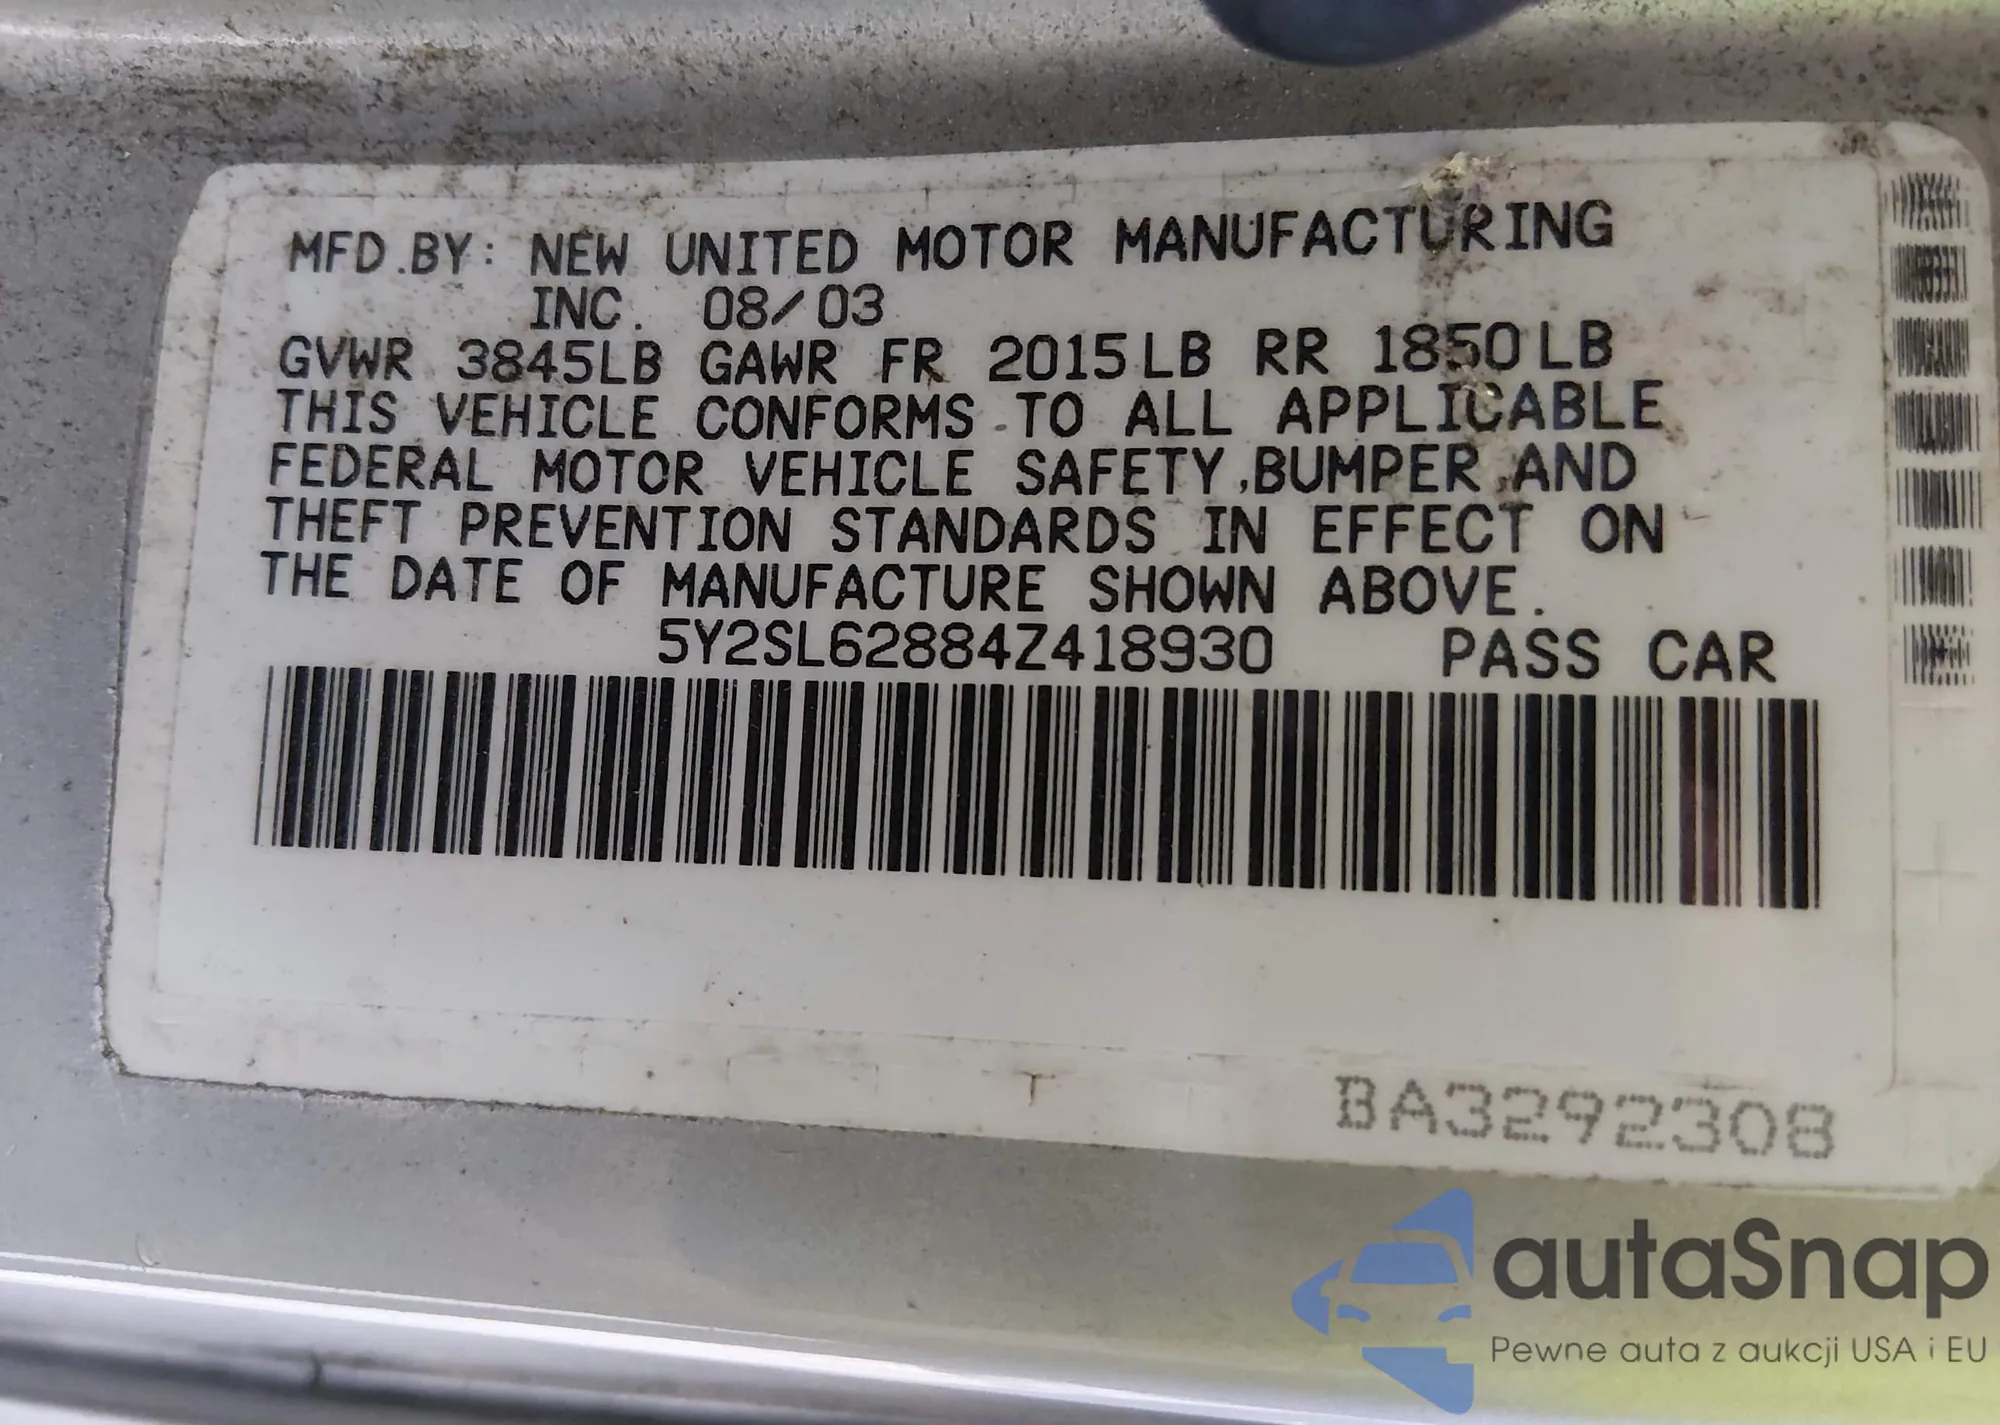 MFD.BY: NEW UNITED MOTOR MANUFACTURING
INC. 08/03
GVWR 3845LB GAWR FR 2015LB RR 1850LB
THIS VEHICLE CONFORMS TO ALL APPLICABLE
FEDERAL MOTOR VEHICLE SAFETY,BUMPER,AND
THEFT PREVENTION STANDARDS IN EFFECT ON
THE DATE OF MANUFACTURE SHOWN ABOVE.
5Y2SL62884Z418930 PASS CAR
BA3292308
autaSnap
Pewne auta z aukcji USA i EU